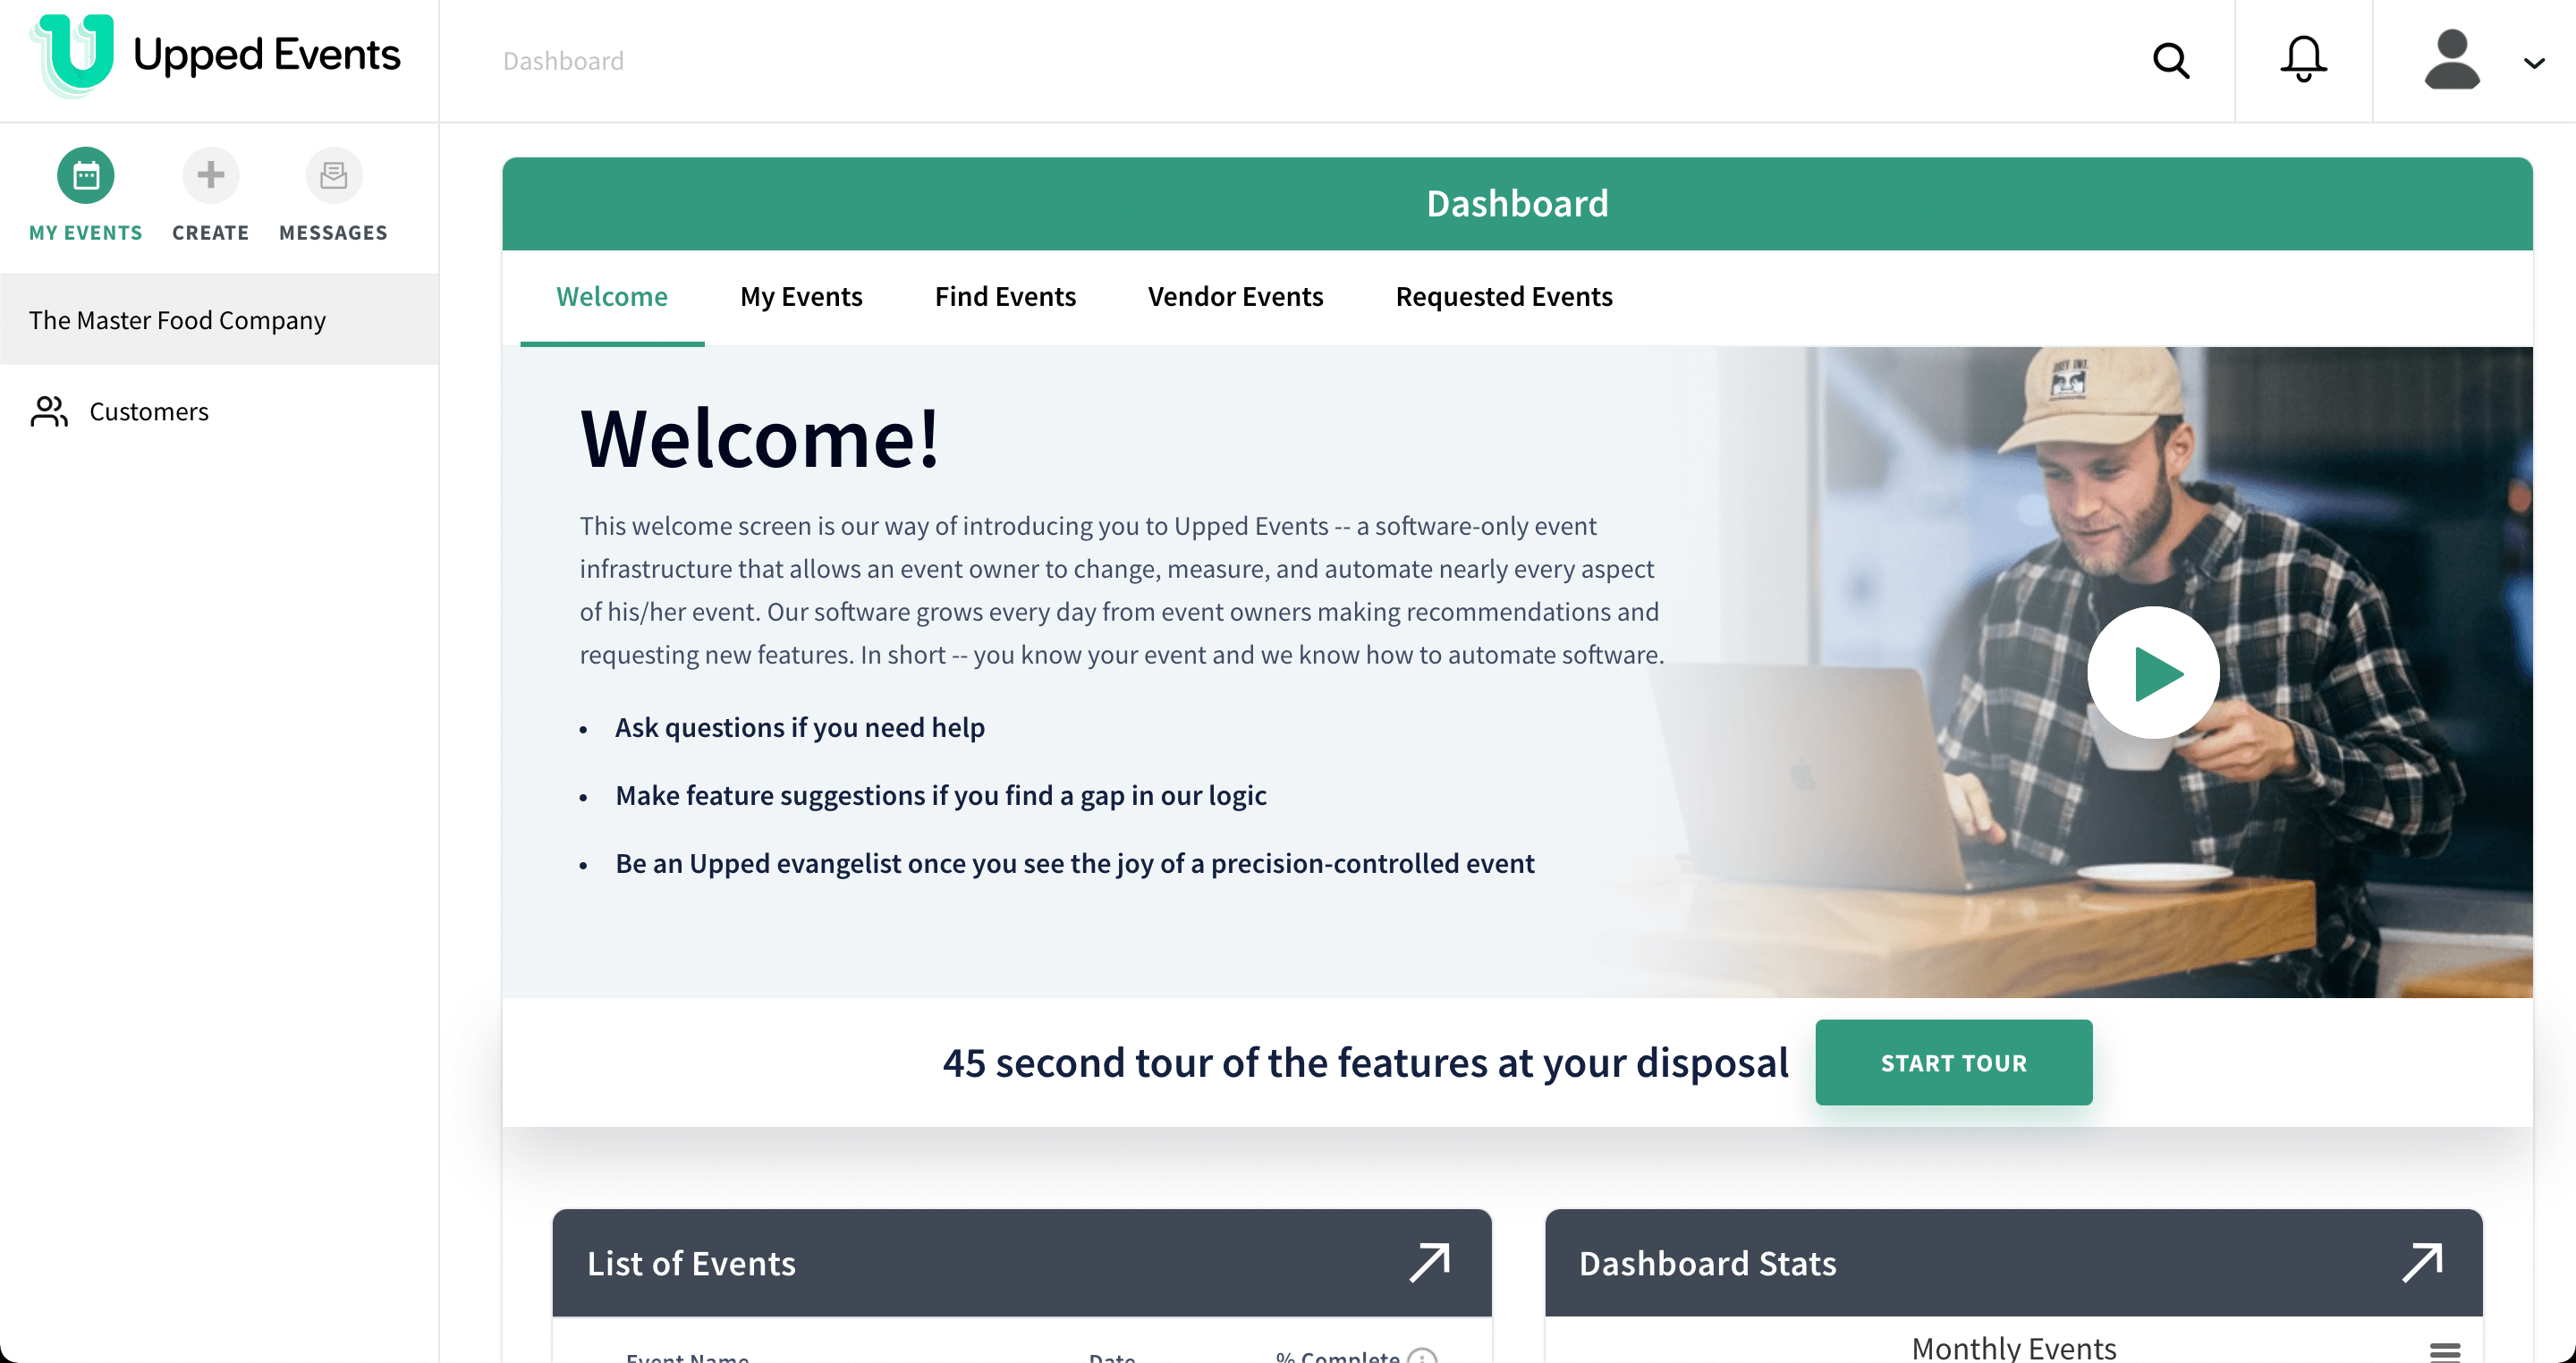 Upped Events
Dashboard
MY EVENTS
CREATE
MESSAGES
The Master Food Company
Customers
Dashboard
Welcome
My Events
Find Events
Vendor Events
Requested Events
Welcome!
This welcome screen is our way of introducing you to Upped Events -- a software-only event
infrastructure that allows an event owner to change, measure, and automate nearly every aspect
of his/her event. Our software grows every day from event owners making recommendations and
requesting new features. In short -- you know your event and we know how to automate software.
• Ask questions if you need help
• Make feature suggestions if you find a gap in our logic
• Be an Upped evangelist once you see the joy of a precision-controlled event
OBEY INT.
45 second tour of the features at your disposal
START TOUR
List of Events
Event Name
Date
% Complete
Dashboard Stats
Monthly Events